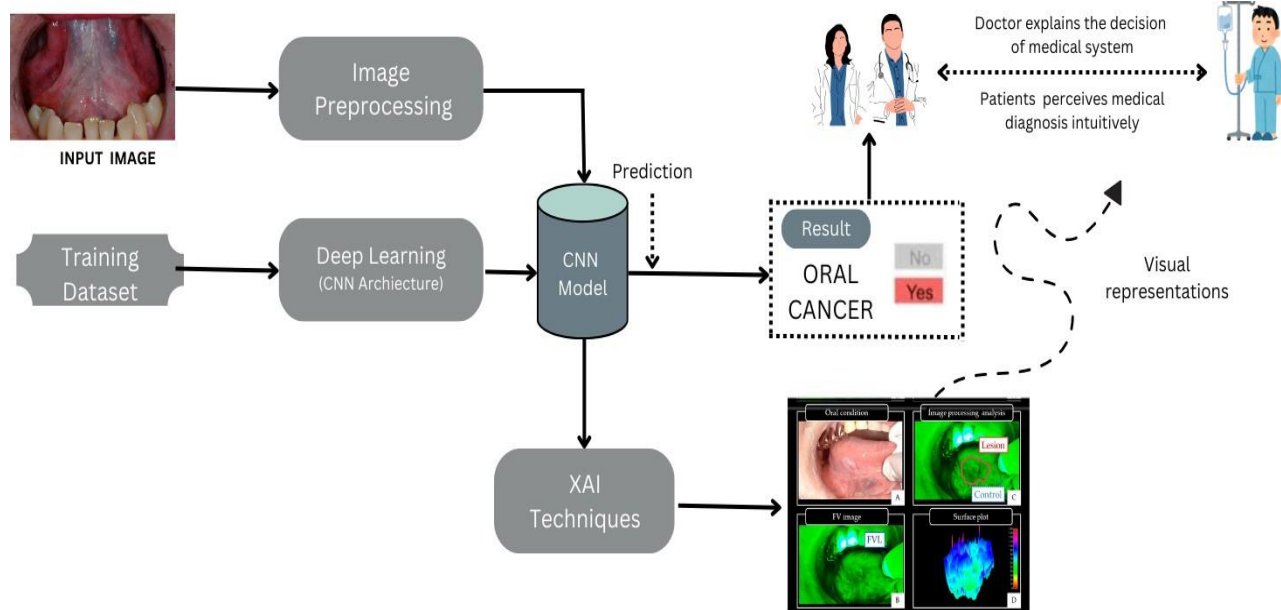 Image
Preprocessing
INPUT IMAGE
Training
Dataset
Deep Learning
(CNN Archiecture)
CNN
Model
Prediction
Result
ORAL
CANCER
No
Yes
Doctor explains the decision
of medical system
Patients perceives medical
diagnosis intuitively
Visual
representations
XAI
Techniques
Oral condition
Image processing analysis
Lesion
Control
A
C
FV image
Surface plot
FVL
B
D